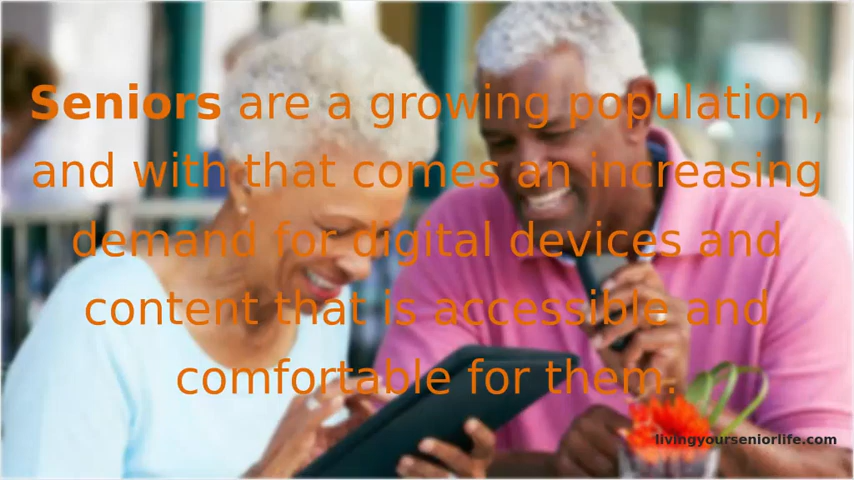 Seniors are a growing population,
and with that comes an increasing
demand for digital devices and
content that is accessible and
comfortable for them.
livingyourseniorlife.com